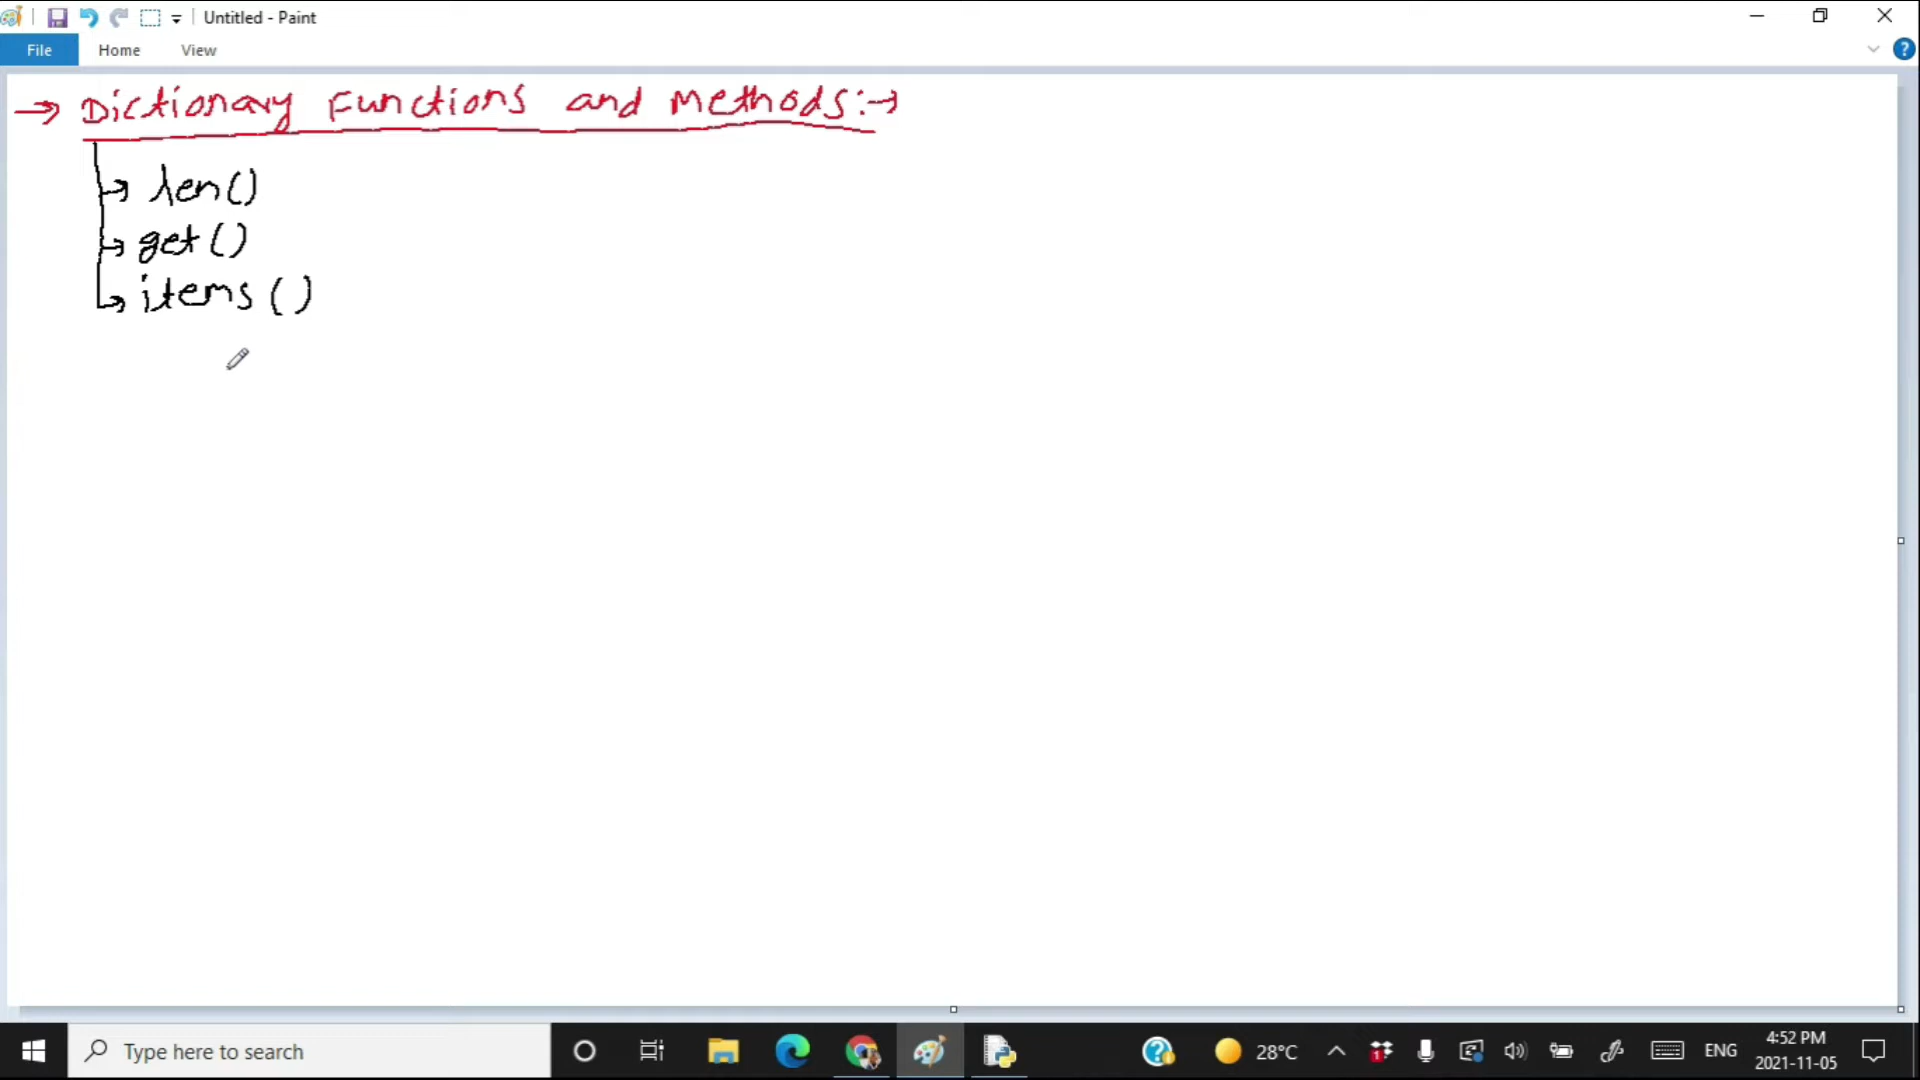 Untitled - Paint
File Home View
→ Dictionary Functions and Methods:→
→ len()
→ get()
→ items()
Type here to search
28°C
ENG
4:52 PM
2021-11-05